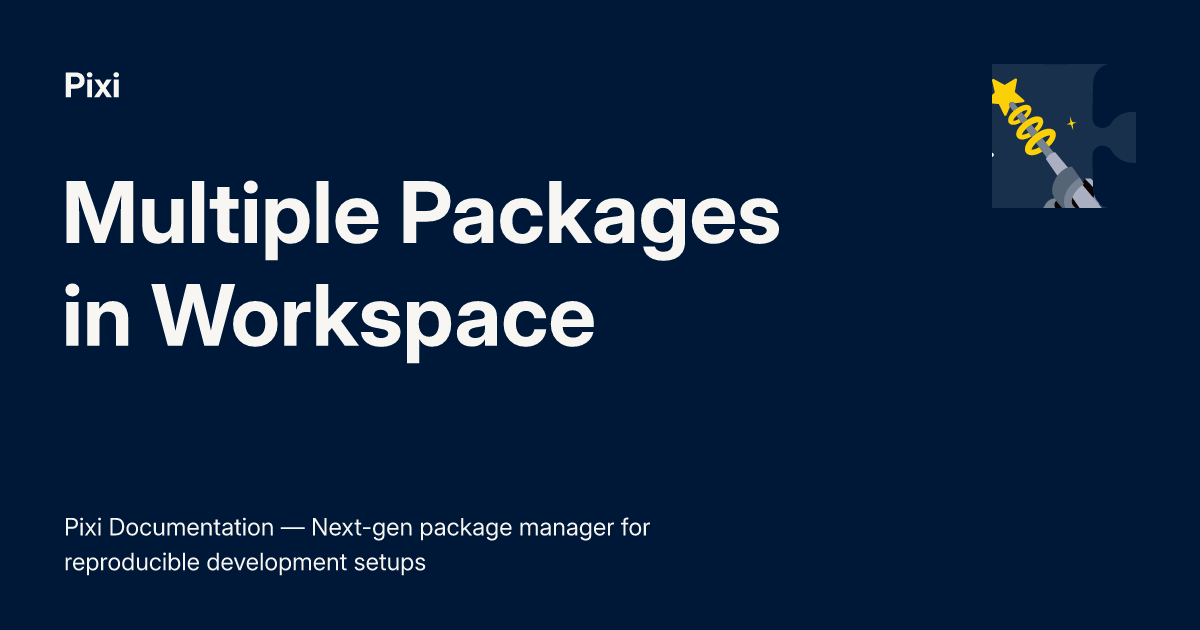 Pixi
Multiple Packages
in Workspace
Pixi Documentation — Next-gen package manager for
reproducible development setups